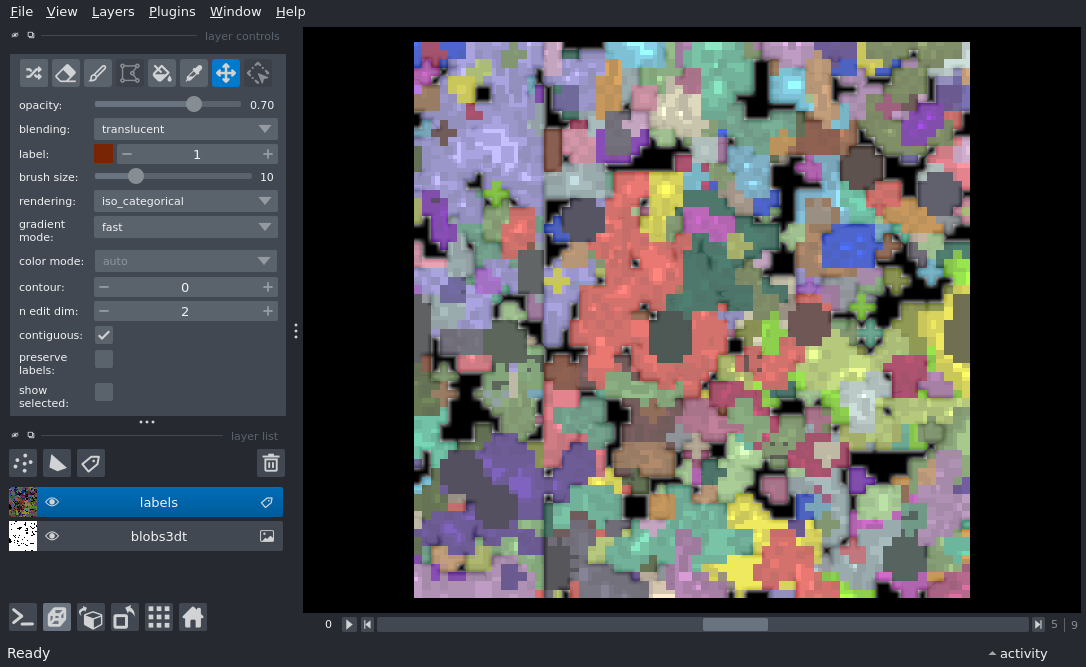 File View Layers Plugins Window Help
layer controls
opacity: 0.70
blending: translucent
label: 1
brush size: 10
rendering: iso_categorical
gradient
mode: fast
color mode: auto
contour: 0
n edit dim: 2
contiguous:
preserve
labels:
show
selected:
layer list
labels
blobs3dt
0 5 | 9
Ready activity